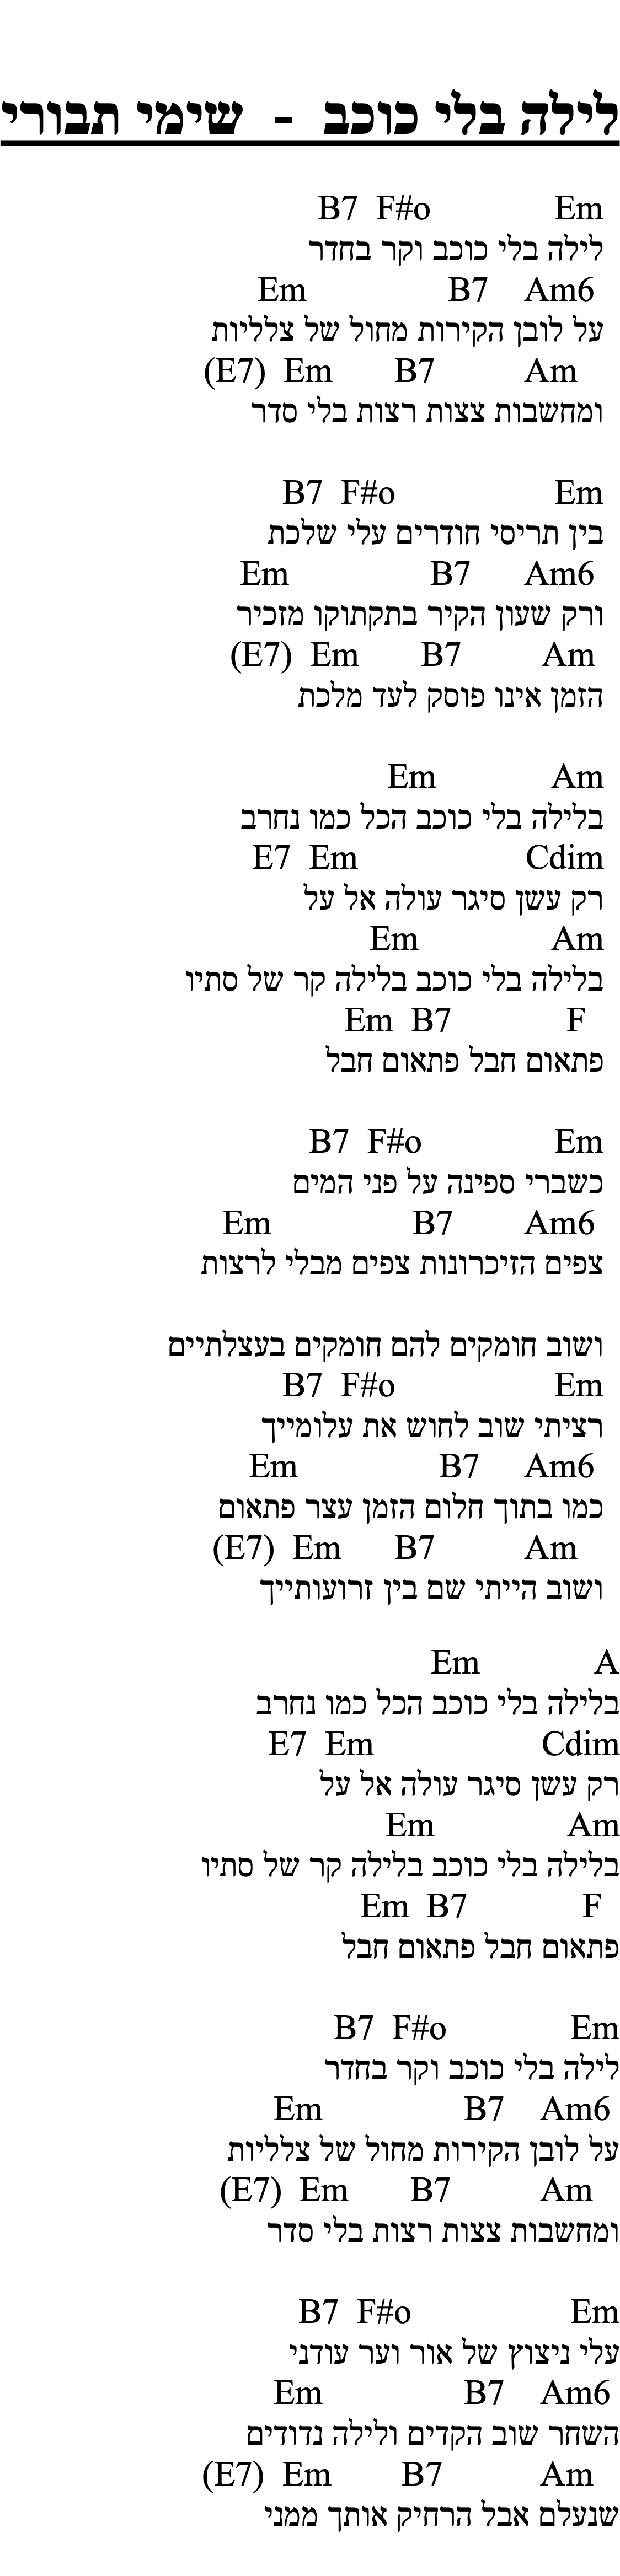 לילה בלי כוכב - שימי תבורי
B7 F#o Em
לילה בלי כוכב וקר בחדר
Em B7 Am6
על לובן הקירות מחול של צלליות
(E7) Em B7 Am
ומחשבות צצות רצות בלי סדר
B7 F#o Em
בין תריסי חודרים עלי שלכת
Em B7 Am6
ורק שעון הקיר בתקתוקו מזכיר
(E7) Em B7 Am
הזמן אינו פוסק לעד מלכת
Em Am
בלילה בלי כוכב הכל כמו נחרב
E7 Em Cdim
רק עשן סיגר עולה אל על
Em Am
בלילה בלי כוכב בלילה קר של סתיו
Em B7 F
פתאום חבל פתאום חבל
B7 F#o Em
כשברי ספינה על פני המים
Em B7 Am6
צפים הזיכרונות צפים מבלי לרצות
ושוב חומקים להם חומקים בעצלתיים
B7 F#o Em
רציתי שוב לחוש את עלומייך
Em B7 Am6
כמו בתוך חלום הזמן עצר פתאום
(E7) Em B7 Am
ושוב הייתי שם בין זרועותייך
Em A
בלילה בלי כוכב הכל כמו נחרב
E7 Em Cdim
רק עשן סיגר עולה אל על
Em Am
בלילה בלי כוכב בלילה קר של סתיו
Em B7 F
פתאום חבל פתאום חבל
B7 F#o Em
לילה בלי כוכב וקר בחדר
Em B7 Am6
על לובן הקירות מחול של צלליות
(E7) Em B7 Am
ומחשבות צצות רצות בלי סדר
B7 F#o Em
עלי ניצוץ של אור וער עודני
Em B7 Am6
השחר שוב הקדים ולילה נדודים
(E7) Em B7 Am
שנעלם אבל הרחיק אותך ממני